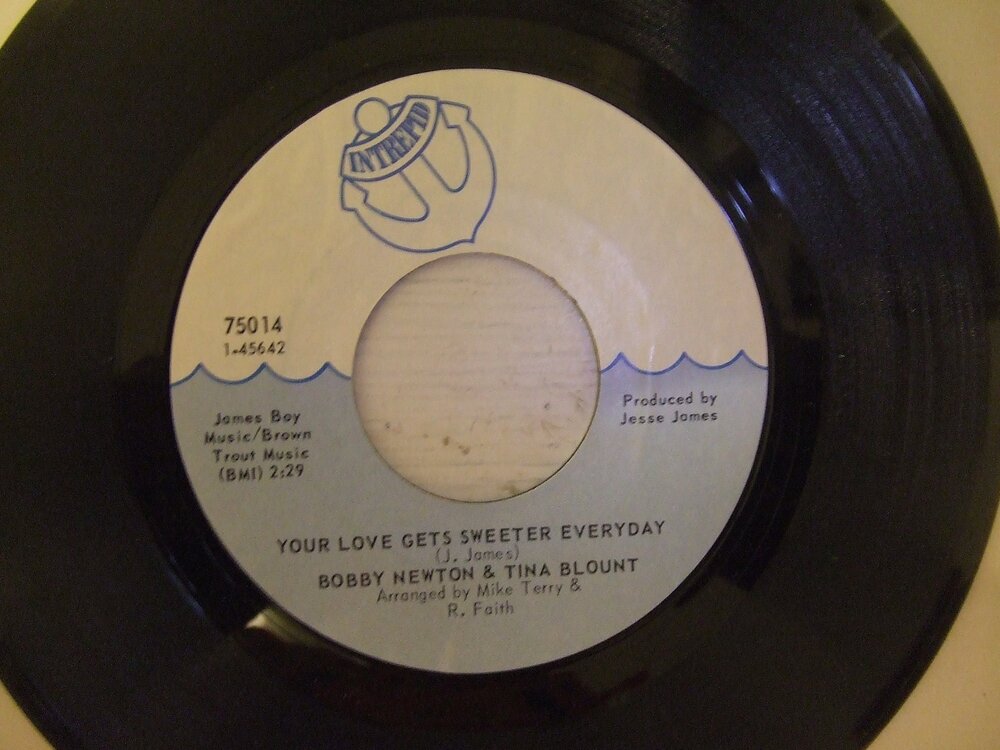 INTREPID
75014
1-45642
James Boy
Music/Brown
Trout Music
(BMI) 2:29
Produced by
Jesse James
YOUR LOVE GETS SWEETER EVERYDAY
(J. James)
BOBBY NEWTON & TINA BLOUNT
Arranged by Mike Terry &
R. Faith